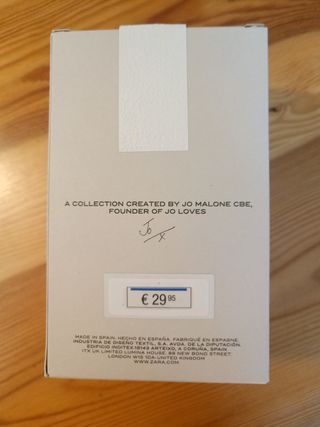 A COLLECTION CREATED BY JO MALONE CBE,
FOUNDER OF JO LOVES
Jo
x
€ 29 95
MADE IN SPAIN. HECHO EN ESPAÑA. FABRIQUÉ EN ESPAGNE.
INDUSTRIA DE DISEÑO TEXTIL, S.A. AVDA. DE LA DIPUTACIÓN,
EDIFICIO INDITEX.15143 ARTEIXO, A CORUÑA, SPAIN
ITX UK LIMITED LUMINA HOUSE. 89 NEW BOND STREET.
LONDON W1S 1DA-UNITED KINGDOM
WWW.ZARA.COM